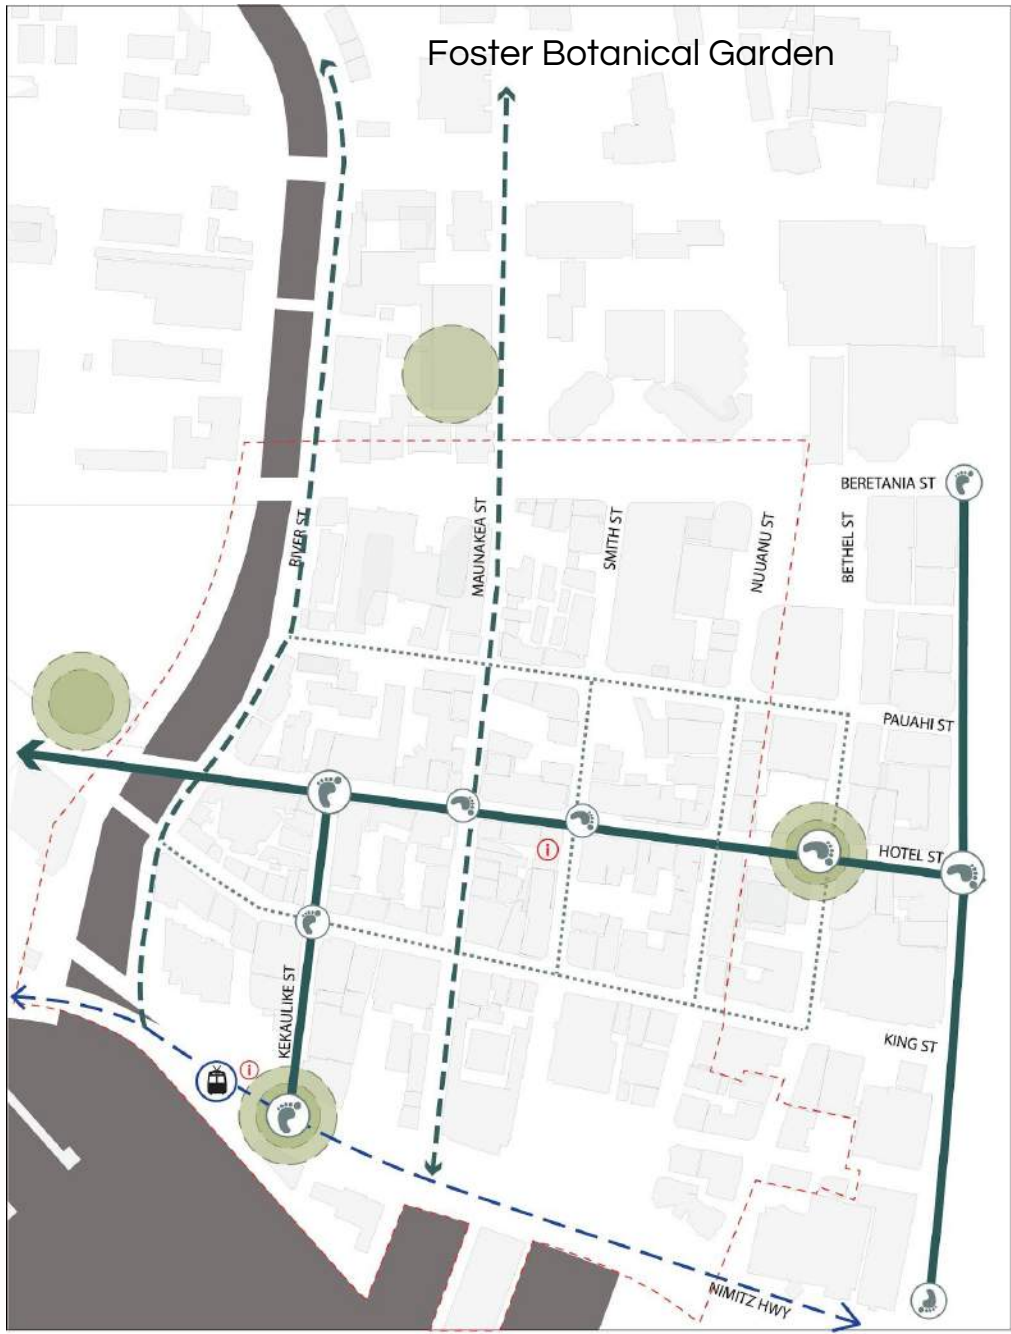 Foster Botanical Garden
BERETANIA ST
RIVER ST
MAUNAKEA ST
SMITH ST
NUUANU ST
BETHEL ST
PAUAHI ST
HOTEL ST
i
KEKAULIKE ST
KING ST
i
NIMITZ HWY